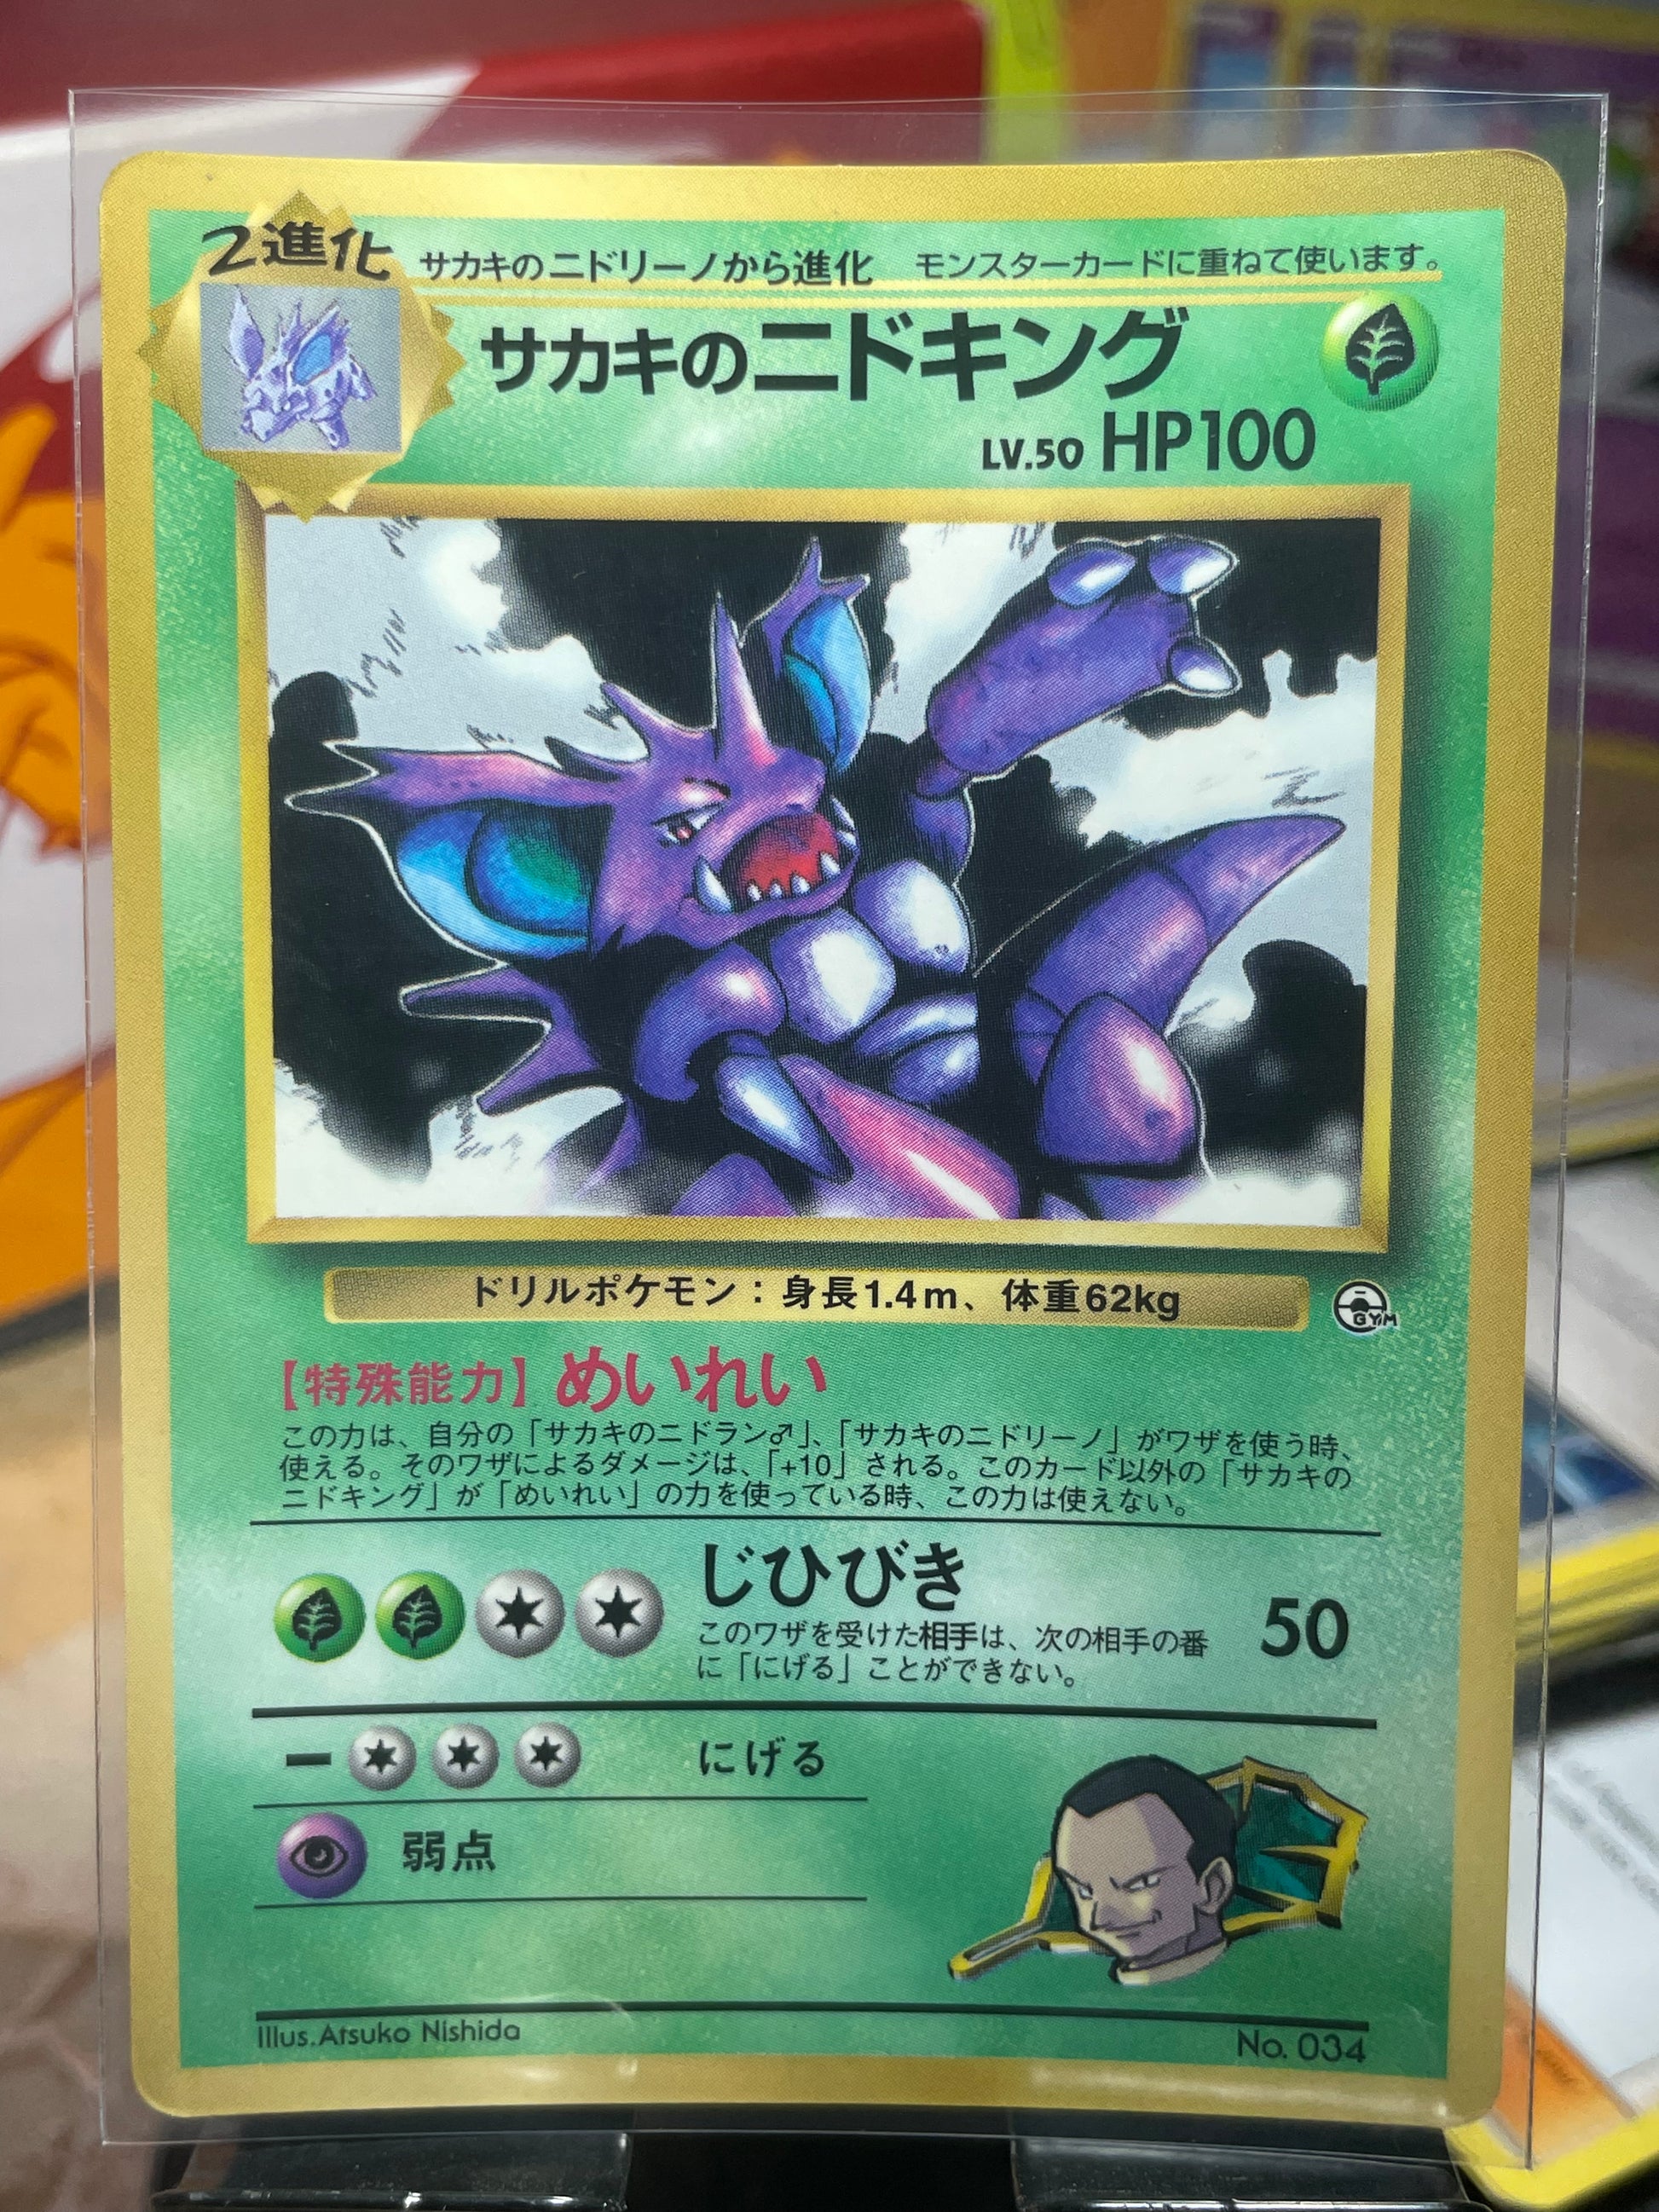 2進化
サカキのニドリーノから進化 モンスターカードに重ねて使います。
サカキのニドキング
LV.50 HP100
ドリルポケモン：身長1.4m、体重62kg
GYM
【特殊能力】めいれい
この力は、自分の「サカキのニドラン♂」、「サカキのニドリーノ」がワザを使う時、
使える。そのワザによるダメージは、「+10」される。このカード以外の「サカキの
ニドキング」が「めいれい」の力を使っている時、この力は使えない。
じひびき
このワザを受けた相手は、次の相手の番
に「にげる」ことができない。
50
ー にげる
弱点
Illus.Atsuko Nishida
No. 034